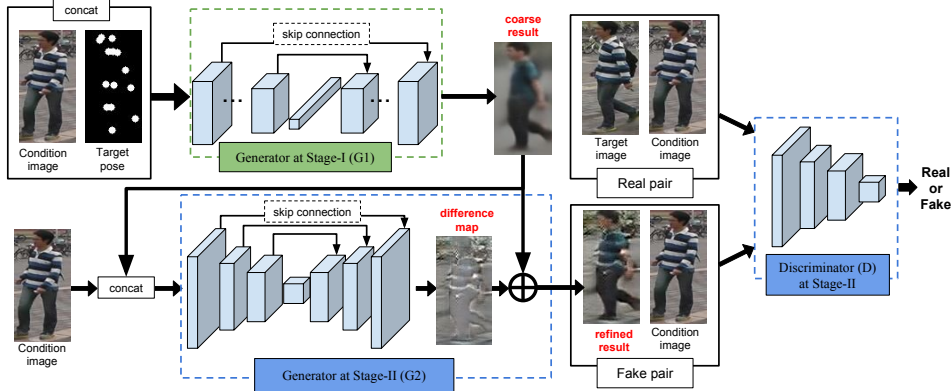 concat
Condition
image
Target
pose
skip connection
Generator at Stage-I (G1)
coarse
result
Target
image
Condition
image
Real pair
Real
or
Fake
Discriminator (D)
at Stage-II
Condition
image
concat
skip connection
difference
map
Generator at Stage-II (G2)
refined
result
Condition
image
Fake pair